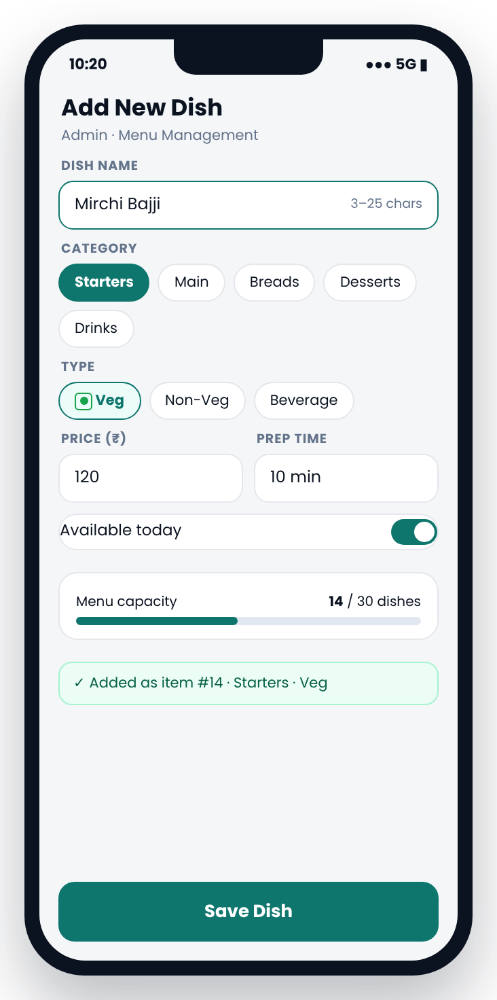 10:20 ●●● 5G ▮
Add New Dish
Admin · Menu Management
DISH NAME
Mirchi Bajji 3–25 chars
CATEGORY
Starters Main Breads Desserts
Drinks
TYPE
Veg Non-Veg Beverage
PRICE (₹) PREP TIME
120 10 min
Available today
Menu capacity 14 / 30 dishes
✓ Added as item #14 · Starters · Veg
Save Dish